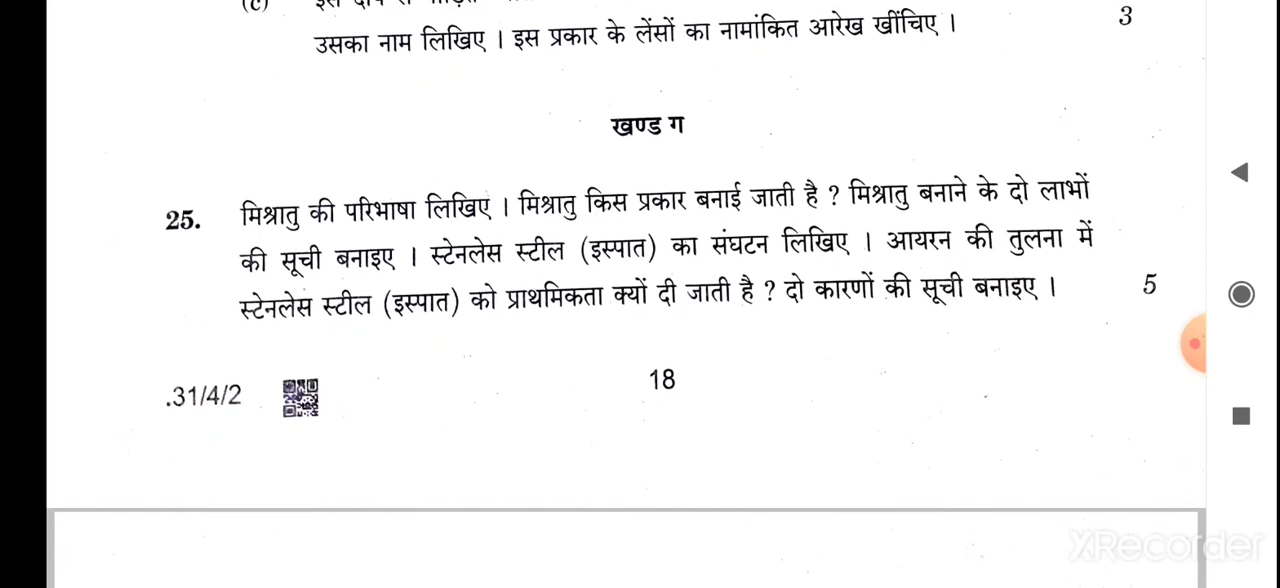 (c)
उसका नाम लिखिए । इस प्रकार के लेंसों का नामांकित आरेख खींचिए ।
3
खण्ड ग
25. मिश्रातु की परिभाषा लिखिए । मिश्रातु किस प्रकार बनाई जाती है ? मिश्रातु बनाने के दो लाभों
की सूची बनाइए । स्टेनलेस स्टील (इस्पात) का संघटन लिखिए । आयरन की तुलना में
स्टेनलेस स्टील (इस्पात) को प्राथमिकता क्यों दी जाती है ? दो कारणों की सूची बनाइए ।
5
.31/4/2
18
XRecorder